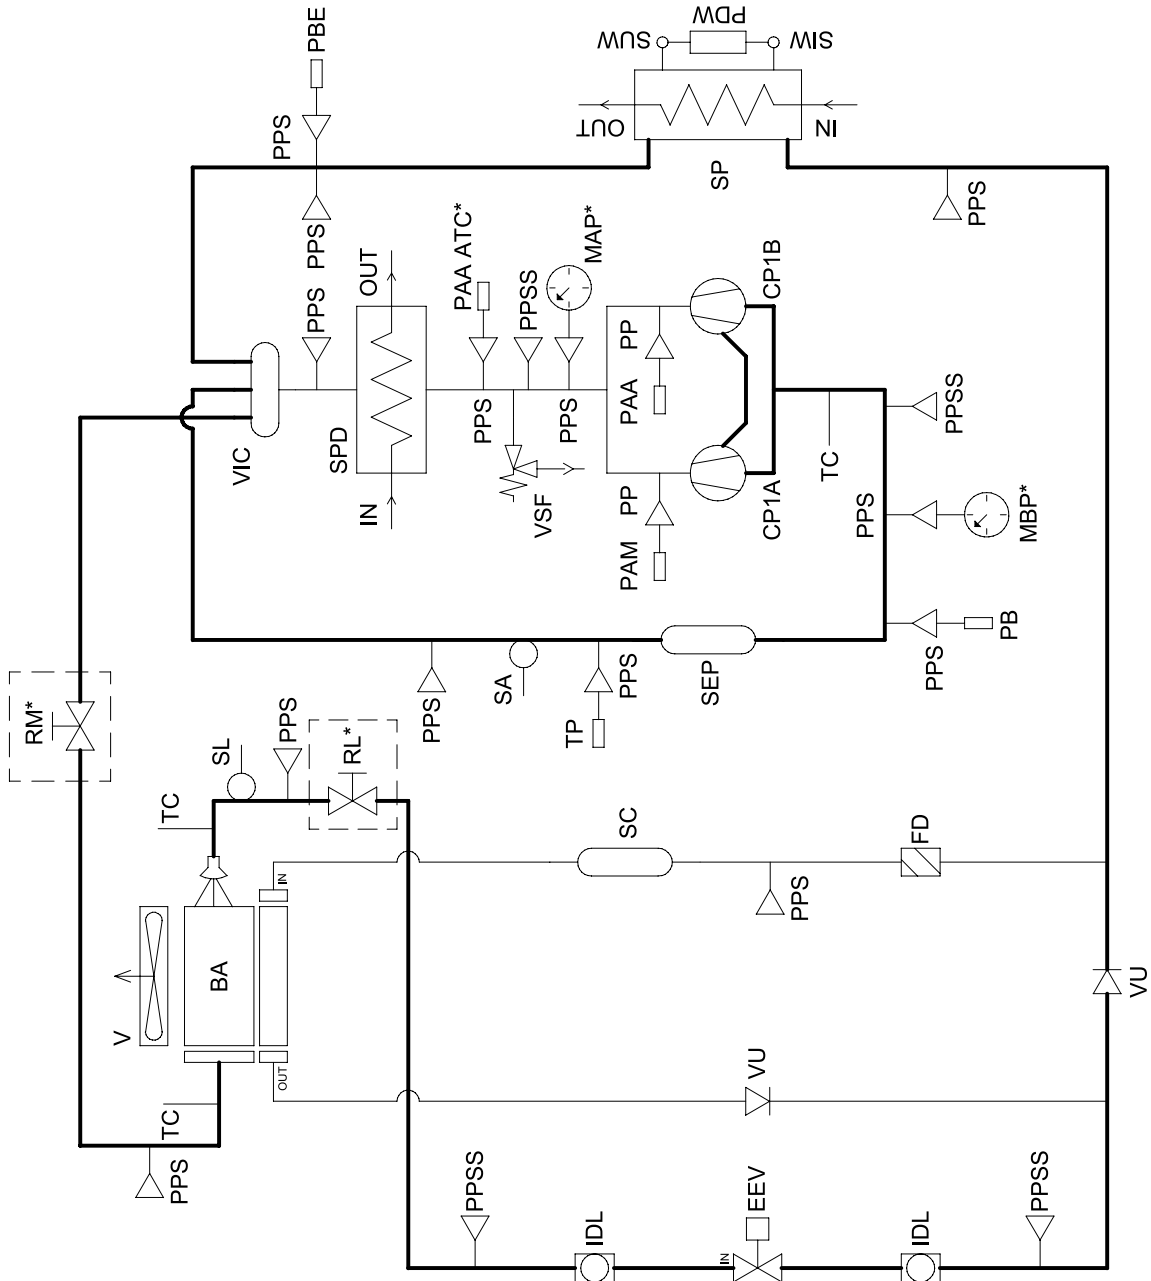 PBE
PPS
PPS
PDW
SUW
SIW
OUT
IN
SP
PPS
PPS
OUT
PAA ATC*
PPSS
MAP*
CP1B
VIC
SPD
IN
PPS
VSF
PPS
PP
PAA
PP
PAM
CP1A
TC
PPSS
PPS
MBP*
PPS
SA
PPS
TP
SEP
PPS
PB
RM*
SL
PPS
RL*
TC
V
BA
IN
OUT
SC
FD
PPS
VU
VU
TC
PPS
PPSS
IDL
EEV
IN
IDL
PPSS